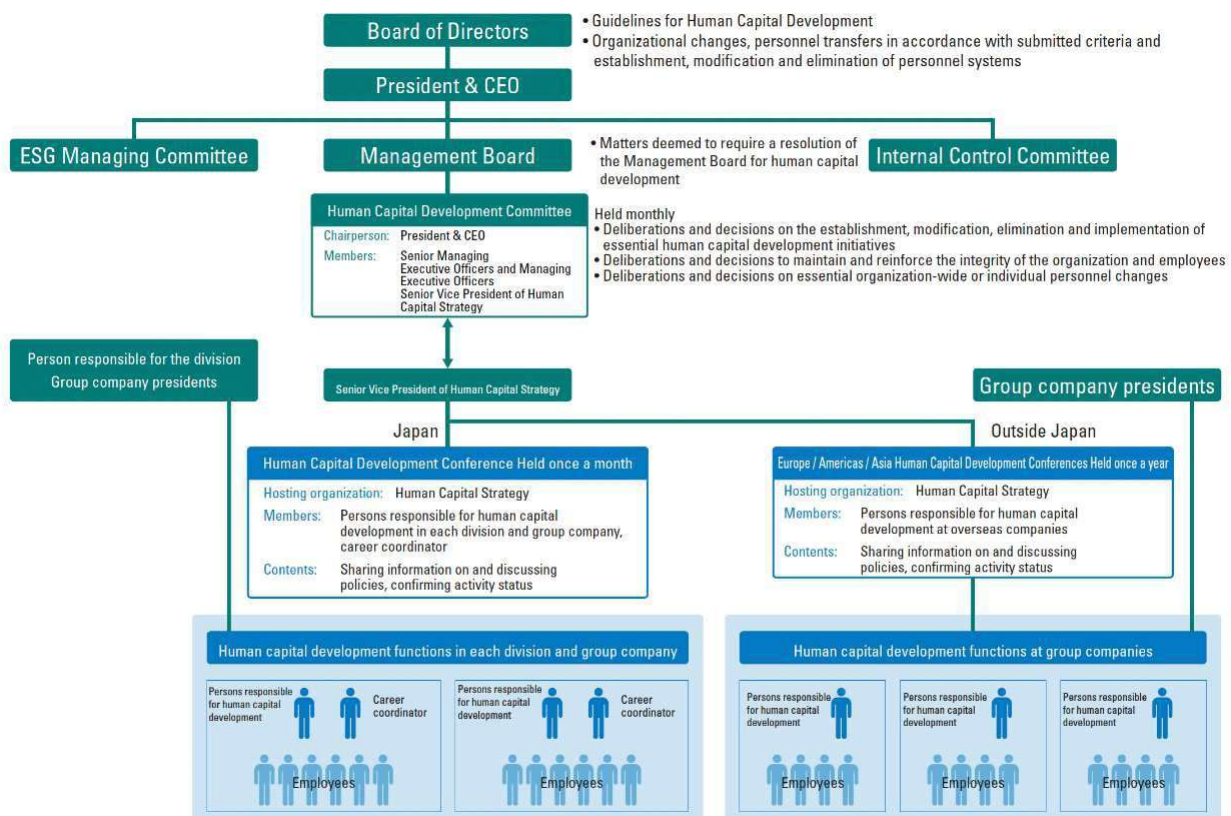 Board of Directors
• Guidelines for Human Capital Development
• Organizational changes, personnel transfers in accordance with submitted criteria and
establishment, modification and elimination of personnel systems
President & CEO
ESG Managing Committee
Management Board
• Matters deemed to require a resolution of
the Management Board for human capital
development
Internal Control Committee
Human Capital Development Committee
Chairperson: President & CEO
Members: Senior Managing
Executive Officers and Managing
Executive Officers
Senior Vice President of Human
Capital Strategy
Held monthly
• Deliberations and decisions on the establishment, modification, elimination and implementation of
essential human capital development initiatives
• Deliberations and decisions to maintain and reinforce the integrity of the organization and employees
• Deliberations and decisions on essential organization-wide or individual personnel changes
Person responsible for the division
Group company presidents
Senior Vice President of Human Capital Strategy
Group company presidents
Japan
Outside Japan
Human Capital Development Conference Held once a month
Hosting organization: Human Capital Strategy
Members: Persons responsible for human capital
development in each division and group company,
career coordinator
Contents: Sharing information on and discussing
policies, confirming activity status
Europe / Americas / Asia Human Capital Development Conferences Held once a year
Hosting organization: Human Capital Strategy
Members: Persons responsible for human capital
development at overseas companies
Contents: Sharing information on and discussing
policies, confirming activity status
Human capital development functions in each division and group company
Persons responsible
for human capital
development
Career
coordinator
Employees
Persons responsible
for human capital
development
Career
coordinator
Employees
Human capital development functions at group companies
Persons responsible
for human capital
development
Employees
Persons responsible
for human capital
development
Employees
Persons responsible
for human capital
development
Employees